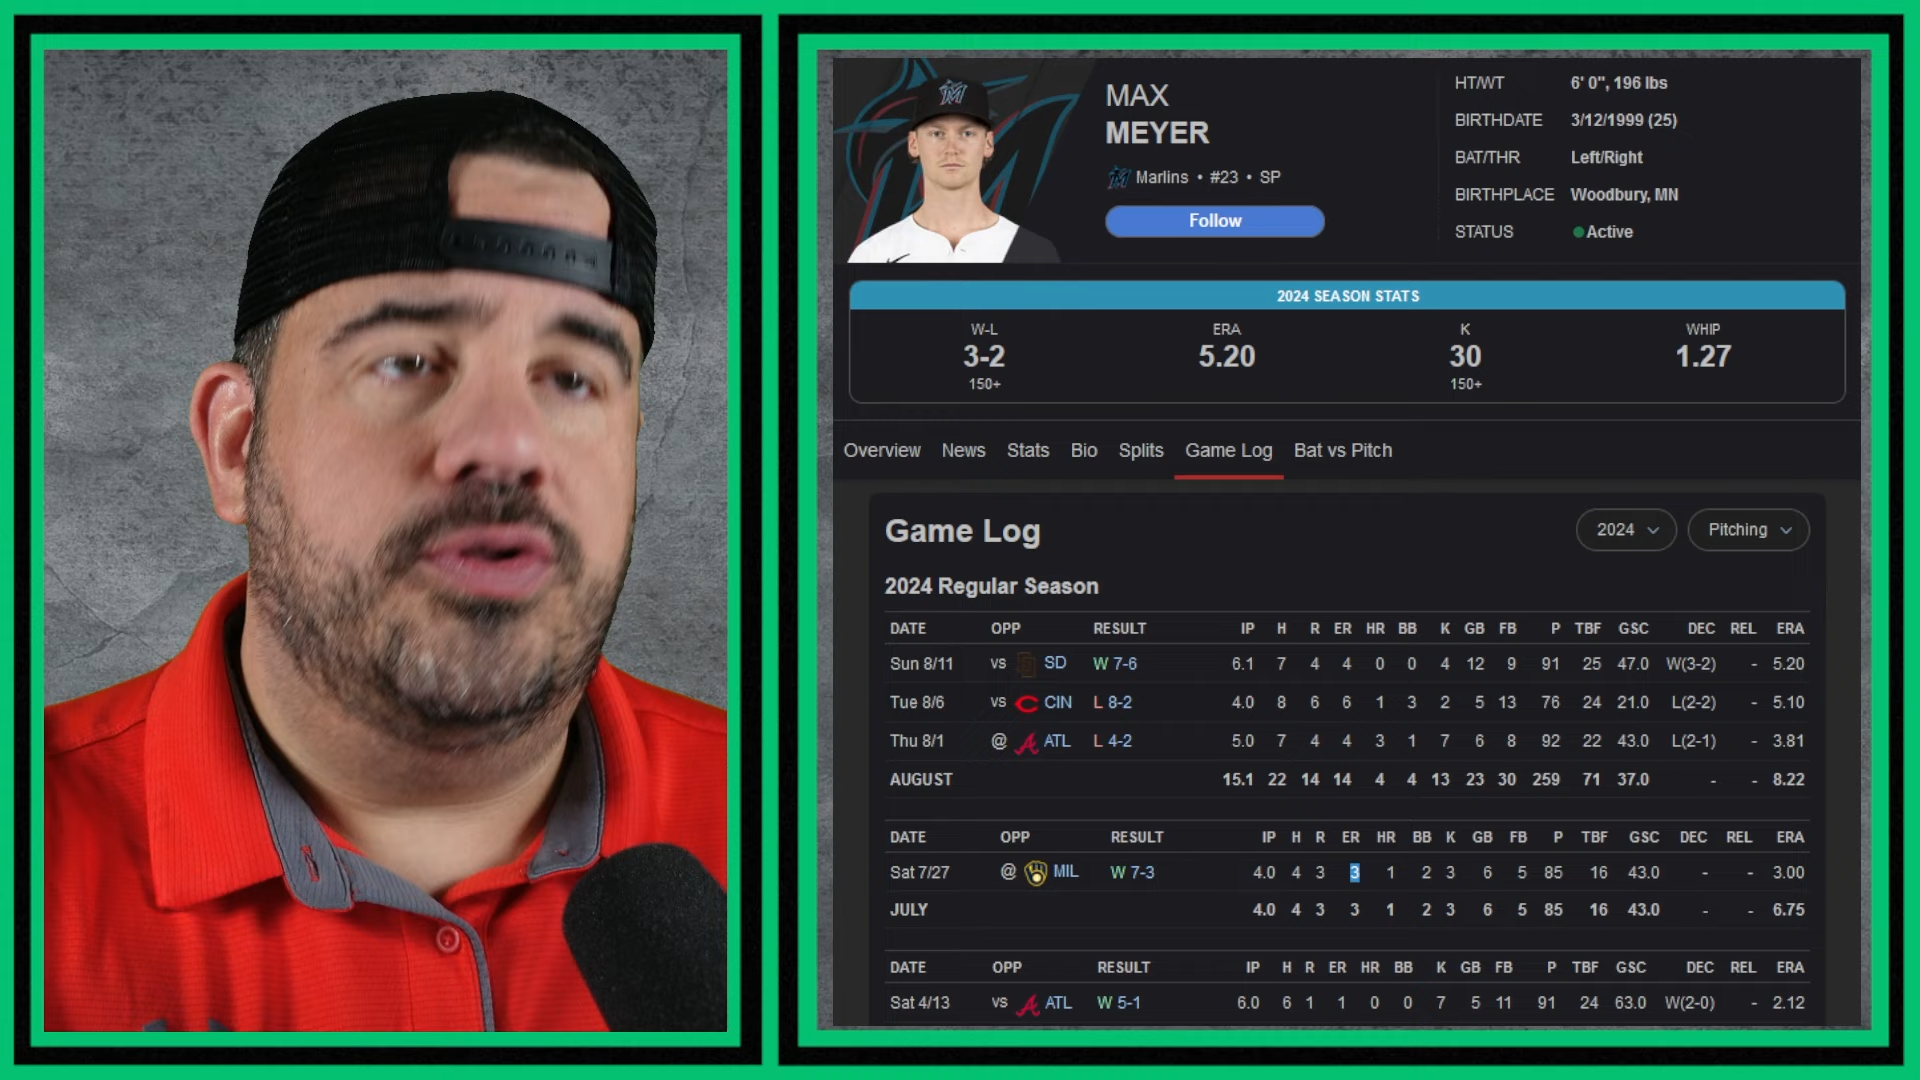 MAX
MEYER
Marlins • #23 • SP
Follow
HT/WT 6' 0", 196 lbs
BIRTHDATE 3/12/1999 (25)
BAT/THR Left/Right
BIRTHPLACE Woodbury, MN
STATUS Active
2024 SEASON STATS
W-L ERA K WHIP
3-2 5.20 30 1.27
150+ 150+
Overview News Stats Bio Splits Game Log Bat vs Pitch
Game Log 2024 Pitching
2024 Regular Season
DATE OPP RESULT IP H R ER HR BB K GB FB P TBF GSC DEC REL ERA
Sun 8/11 vs SD W 7-6 6.1 7 4 4 0 0 4 12 9 91 25 47.0 W(3-2) - 5.20
Tue 8/6 vs CIN L 8-2 4.0 8 6 6 1 3 2 5 13 76 24 21.0 L(2-2) - 5.10
Thu 8/1 @ ATL L 4-2 5.0 7 4 4 3 1 7 6 8 92 22 43.0 L(2-1) - 3.81
AUGUST 15.1 22 14 14 4 4 13 23 30 259 71 37.0 - - 8.22
DATE OPP RESULT IP H R ER HR BB K GB FB P TBF GSC DEC REL ERA
Sat 7/27 @ MIL W 7-3 4.0 4 3 3 1 2 3 6 5 85 16 43.0 - - 3.00
JULY 4.0 4 3 3 1 2 3 6 5 85 16 43.0 - - 6.75
DATE OPP RESULT IP H R ER HR BB K GB FB P TBF GSC DEC REL ERA
Sat 4/13 vs ATL W 5-1 6.0 6 1 1 0 0 7 5 11 91 24 63.0 W(2-0) - 2.12